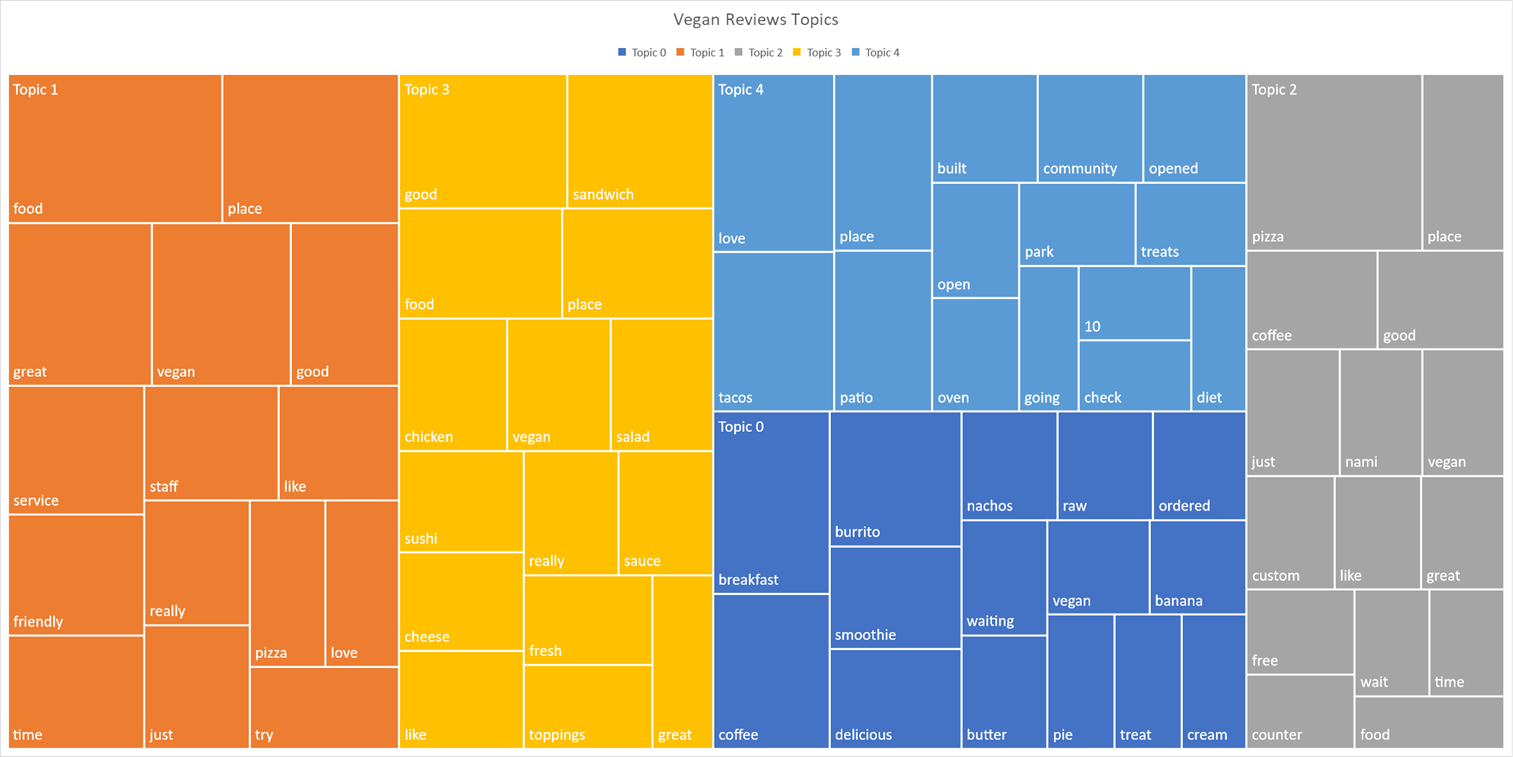 Vegan Reviews Topics
Topic 0 Topic 1 Topic 2 Topic 3 Topic 4
Topic 1
food
place
great
vegan
good
service
staff
like
friendly
really
pizza
love
time
just
try
Topic 3
good
sandwich
food
place
chicken
vegan
salad
sushi
really
sauce
cheese
fresh
like
toppings
great
Topic 4
love
place
built
community
opened
tacos
patio
open
park
treats
oven
going
10
check
diet
Topic 0
breakfast
burrito
nachos
raw
ordered
coffee
smoothie
delicious
waiting
vegan
banana
butter
pie
treat
cream
Topic 2
pizza
place
coffee
good
just
nami
vegan
custom
like
great
free
wait
time
counter
food